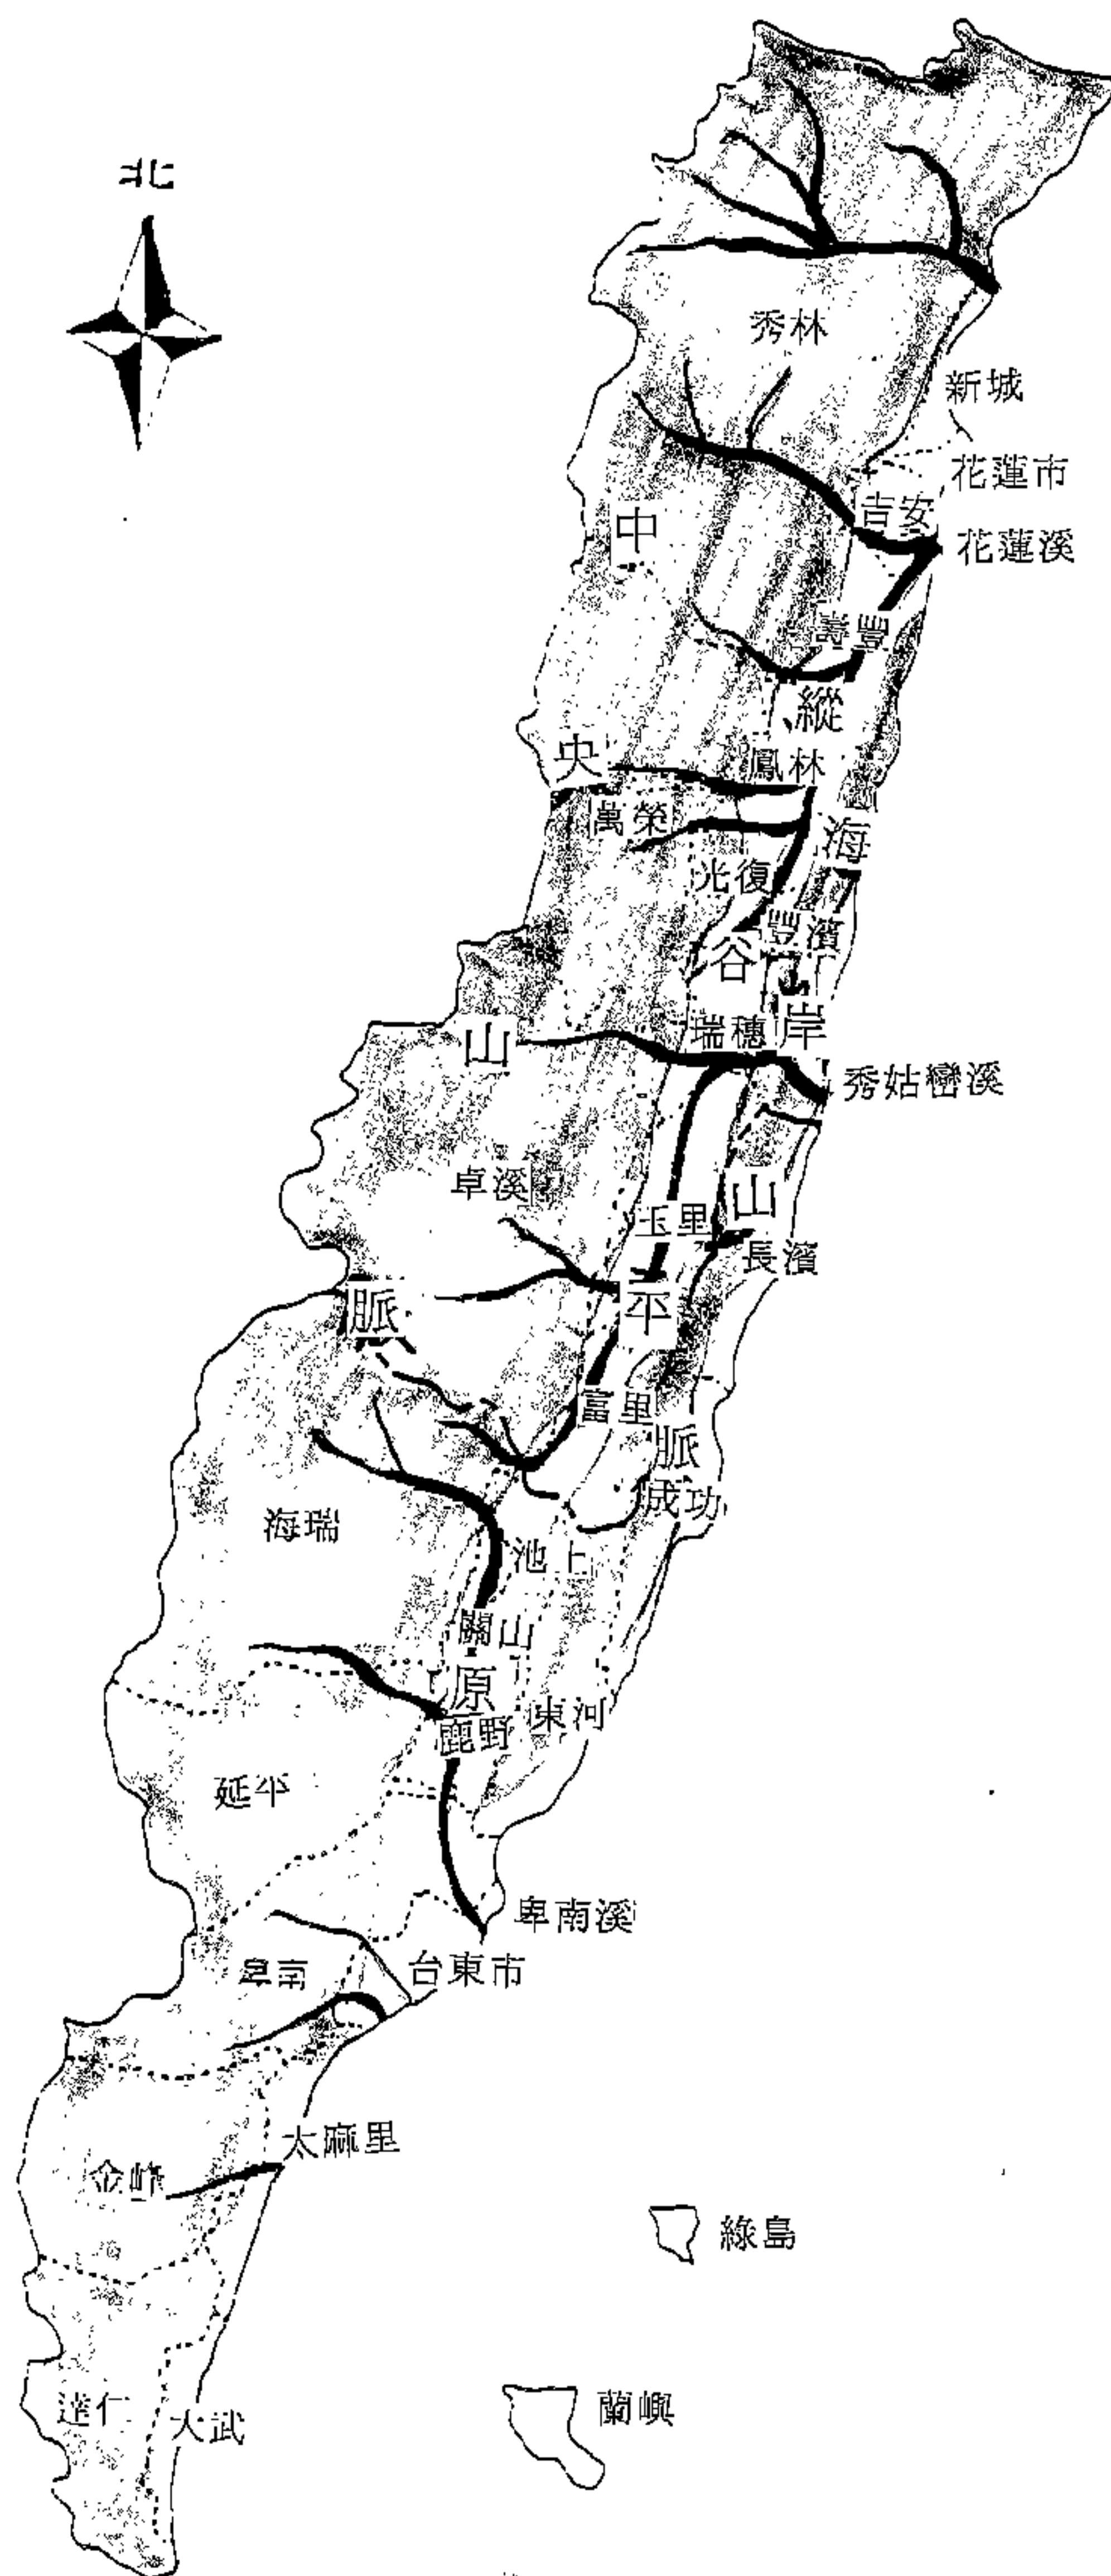 北
秀林
新城
花蓮市
吉安
花蓮溪
中
壽豐
縱
央
鳳林
萬榮
海
光復
豐濱
谷
瑞穗
岸
山
秀姑巒溪
卓溪
山
玉里
長濱
脈
平
富里
脈
成功
海瑞
池上
關山
原
鹿野
東河
延平
卑南溪
卑南
台東市
太麻里
金峰
綠島
蘭嶼
達仁
大武